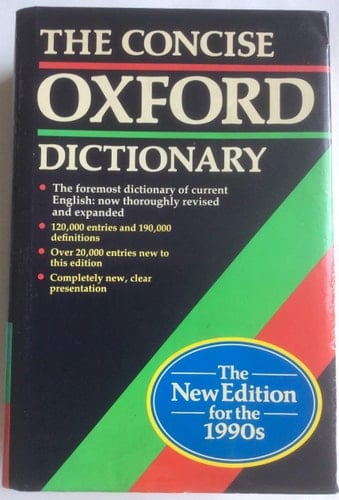 THE CONCISE
OXFORD
DICTIONARY
• The foremost dictionary of current
English: now thoroughly revised
and expanded
• 120,000 entries and 190,000
definitions
• Over 20,000 entries new to
this edition
• Completely new, clear
presentation
The
New Edition
for the
1990s